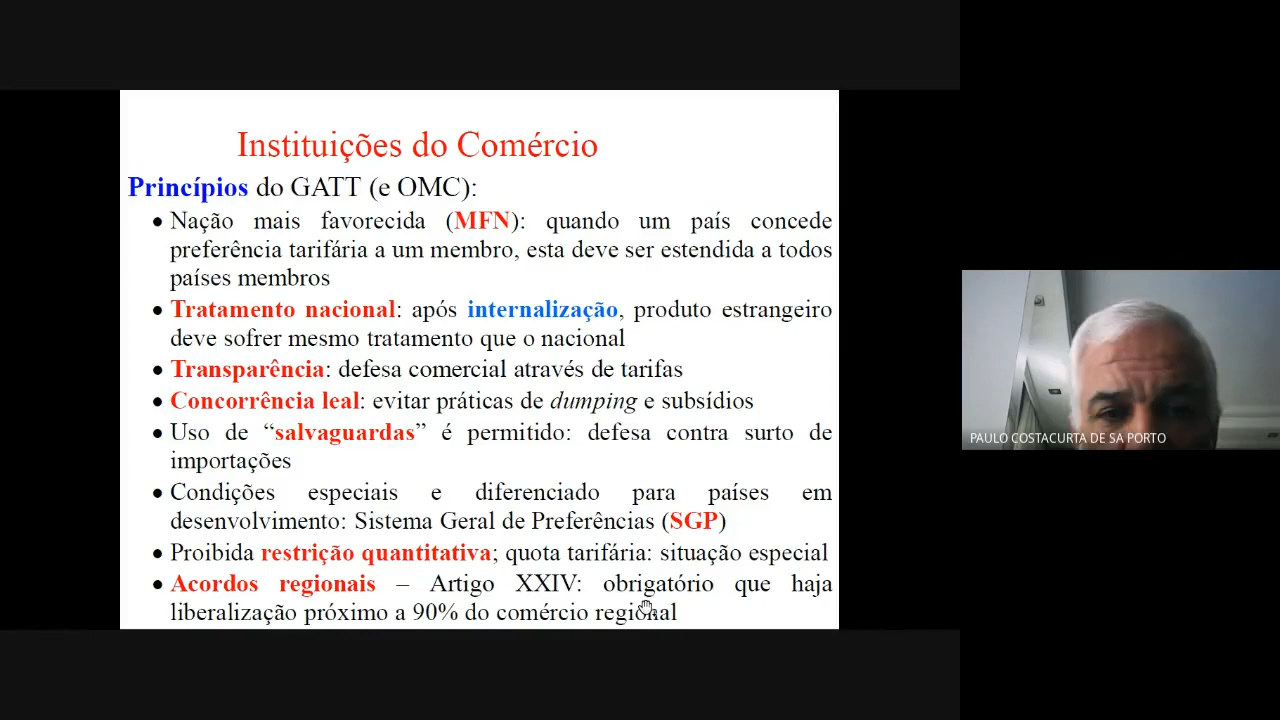 Instituições do Comércio
Princípios do GATT (e OMC):
• Nação mais favorecida (MFN): quando um país concede
preferência tarifária a um membro, esta deve ser estendida a todos
países membros
• Tratamento nacional: após internalização, produto estrangeiro
deve sofrer mesmo tratamento que o nacional
• Transparência: defesa comercial através de tarifas
• Concorrência leal: evitar práticas de dumping e subsídios
• Uso de “salvaguardas” é permitido: defesa contra surto de
importações
• Condições especiais e diferenciado para países em
desenvolvimento: Sistema Geral de Preferências (SGP)
• Proibida restrição quantitativa; quota tarifária: situação especial
• Acordos regionais – Artigo XXIV: obrigatório que haja
liberalização próximo a 90% do comércio regional
PAULO COSTACURTA DE SA PORTO